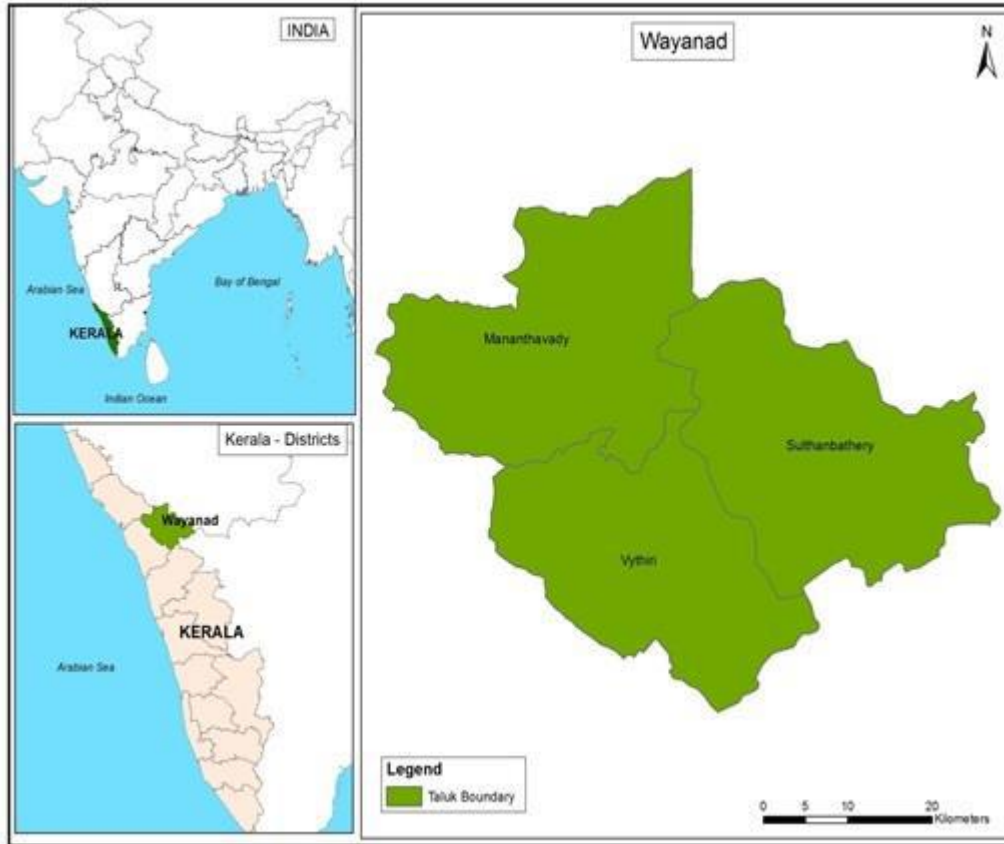 INDIA
Arabian Sea
Bay of Bengal
KERALA
Indian Ocean
Kerala - Districts
Wayanad
KERALA
Arabian Sea
Wayanad
N
Mananthavady
Sulthanbathery
Vythiri
Legend
Taluk Boundary
0 5 10 20
Kilometers